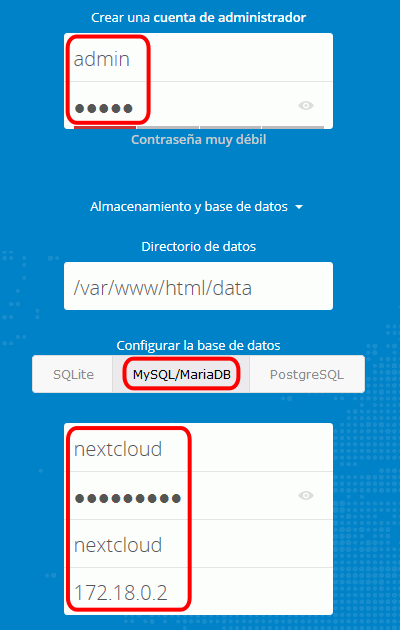 Crear una cuenta de administrador
admin
●●●●●
Contraseña muy débil
Almacenamiento y base de datos
Directorio de datos
/var/www/html/data
Configurar la base de datos
SQLite MySQL/MariaDB PostgreSQL
nextcloud
●●●●●●●●●
nextcloud
172.18.0.2